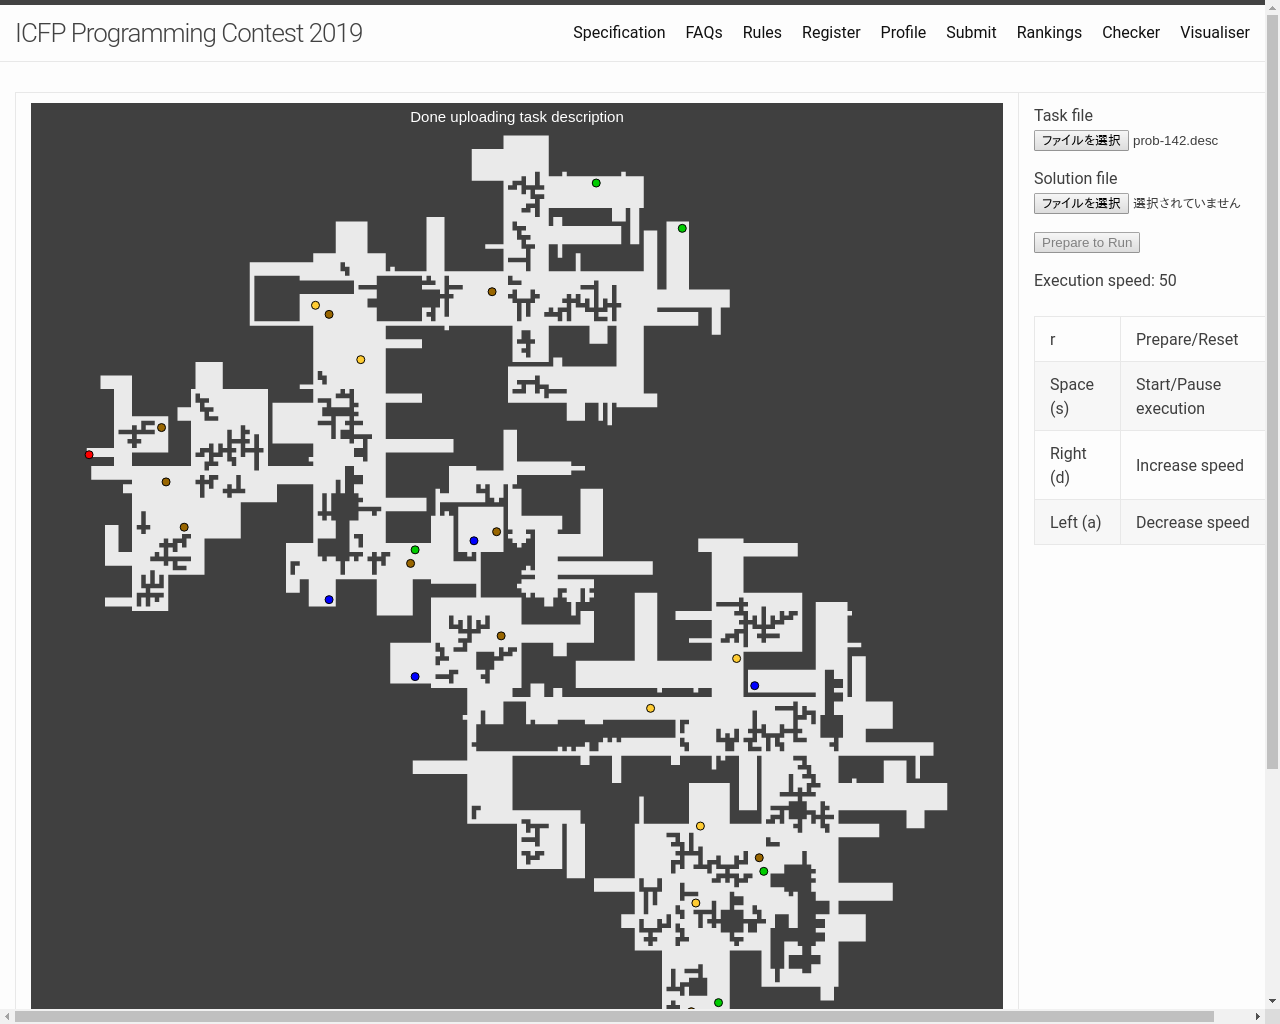 ICFP Programming Contest 2019
Specification FAQs Rules Register Profile Submit Rankings Checker Visualiser
Done uploading task description
Task file
ファイルを選択 prob-142.desc
Solution file
ファイルを選択 選択されていません
Prepare to Run
Execution speed: 50
r Prepare/Reset
Space (s) Start/Pause execution
Right (d) Increase speed
Left (a) Decrease speed